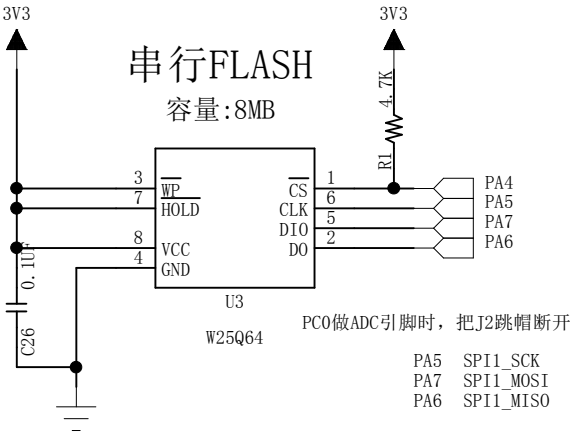 3V3
3V3
串行FLASH
容量:8MB
4.7K
R1
3
WP
7
HOLD
8
VCC
4
GND
1
CS
6
CLK
5
DIO
2
DO
PA4
PA5
PA7
PA6
0.1UF
C26
U3
W25Q64
PC0做ADC引脚时，把J2跳帽断开
PA5 SPI1_SCK
PA7 SPI1_MOSI
PA6 SPI1_MISO